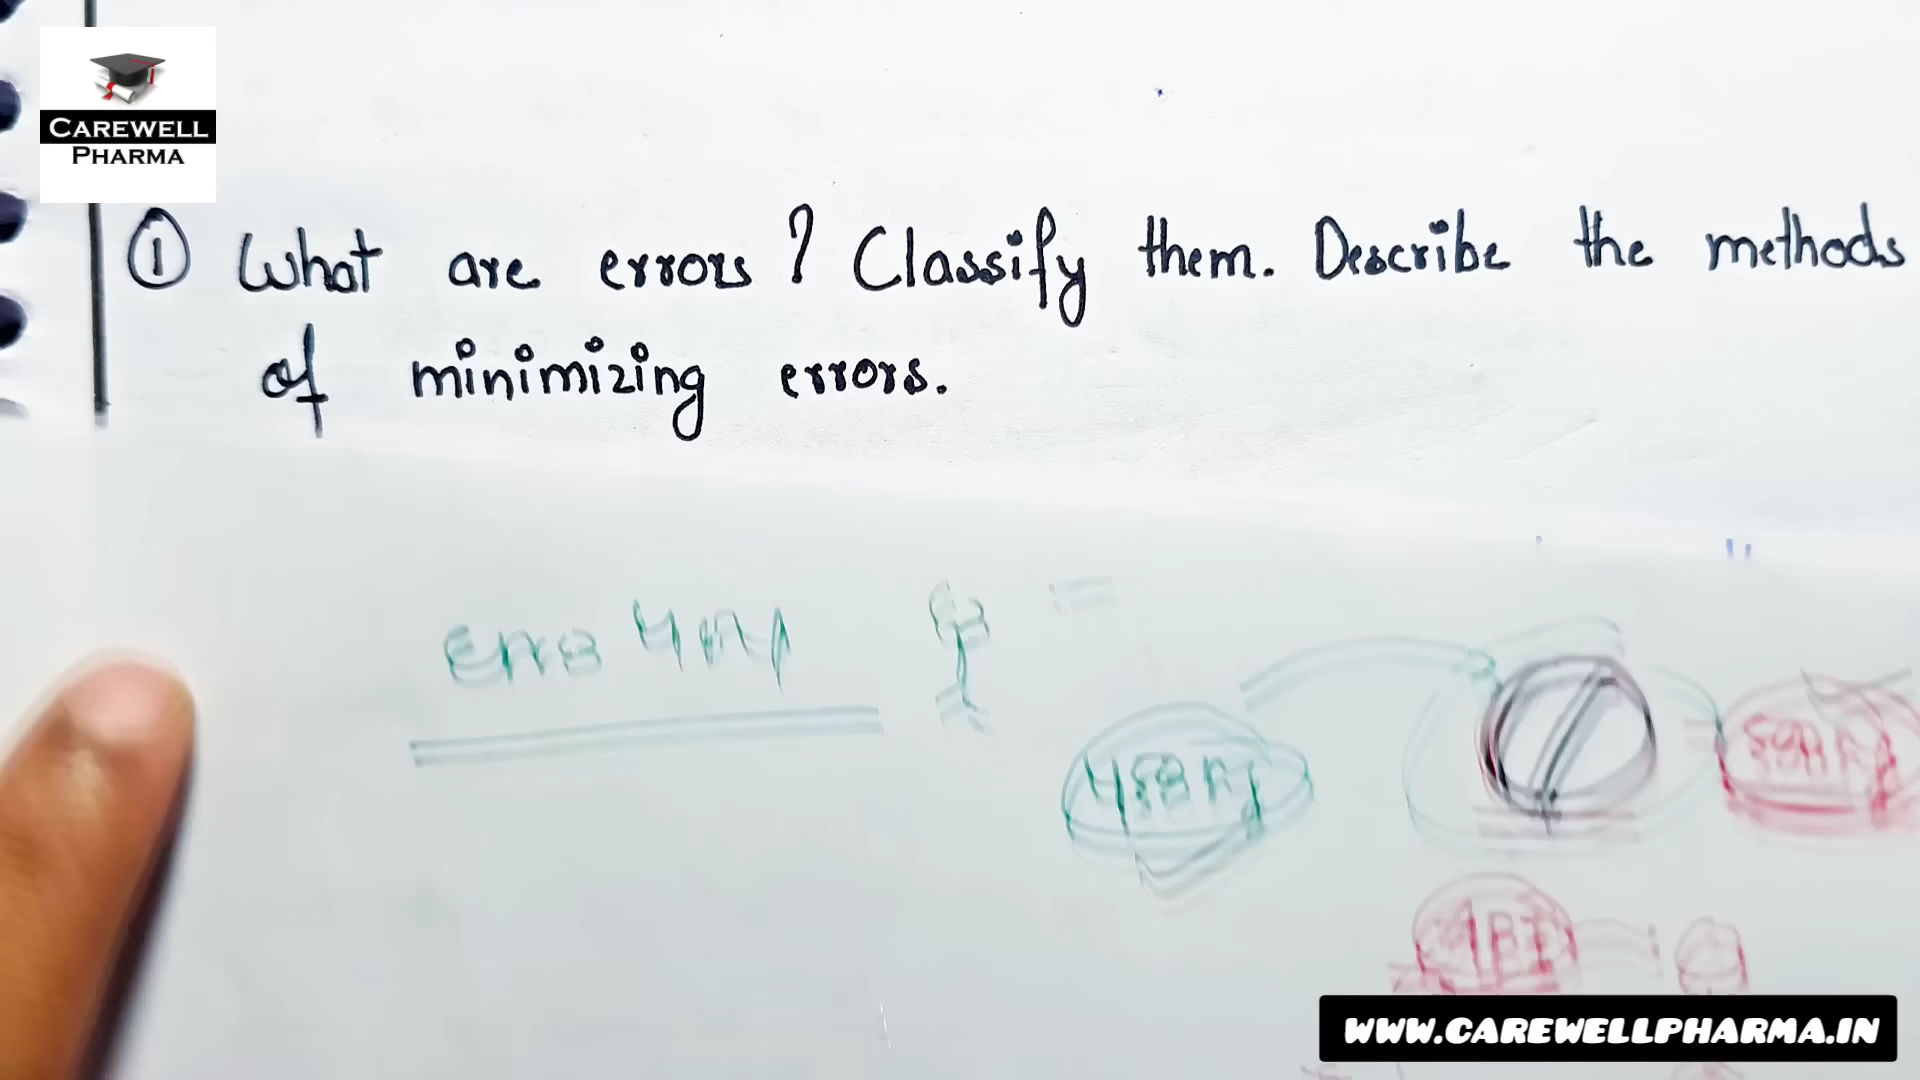 CAREWELL
PHARMA
① What are errors? Classify them. Describe the methods
of minimizing errors.
WWW.CAREWELLPHARMA.IN